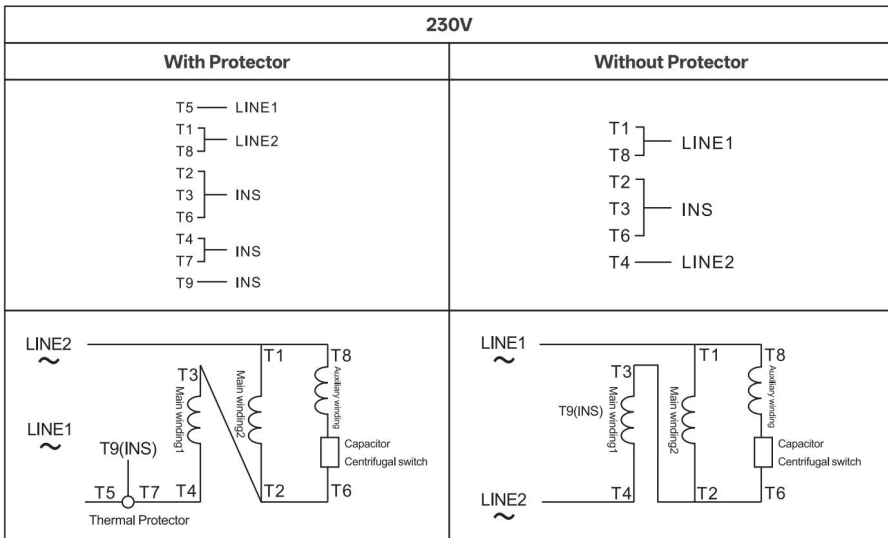 230V
With Protector
Without Protector
T5 LINE1
T1
T8
LINE2
T2
T3
T6
INS
T4
T7
INS
T9 INS
T1
T8
LINE1
T2
T3
T6
INS
T4 LINE2
LINE2
~
T3
T1
T8
Main winding1
Main winding2
Auxiliary winding
LINE1
~
T9(INS)
Capacitor
Centrifugal switch
T5 T7 T4 T2 T6
Thermal Protector
LINE1
~
T3
T1
T8
T9(INS)
Main winding1
Main winding2
Auxiliary winding
Capacitor
Centrifugal switch
LINE2
~
T4 T2 T6